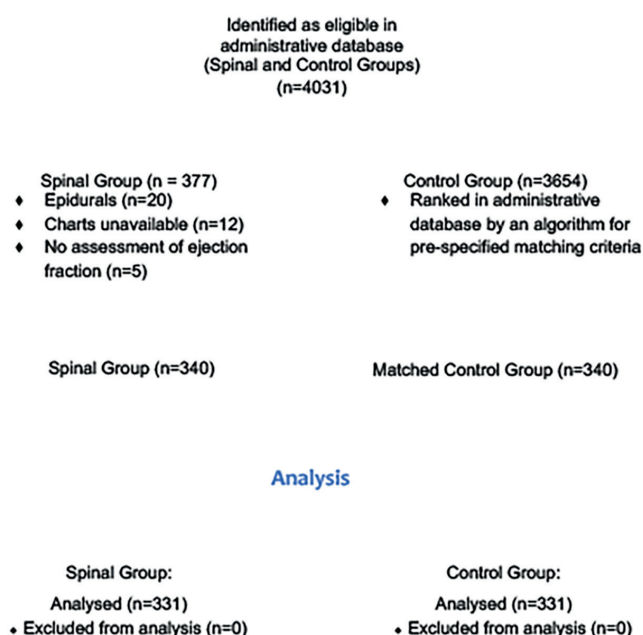 Identified as eligible in
administrative database
(Spinal and Control Groups)
(n=4031)
Spinal Group (n = 377)
♦ Epidurals (n=20)
♦ Charts unavailable (n=12)
♦ No assessment of ejection
fraction (n=5)
Control Group (n=3654)
♦ Ranked in administrative
database by an algorithm for
pre-specified matching criteria
Spinal Group (n=340)
Matched Control Group (n=340)
Analysis
Spinal Group:
Analysed (n=331)
♦ Excluded from analysis (n=0)
Control Group:
Analysed (n=331)
♦ Excluded from analysis (n=0)